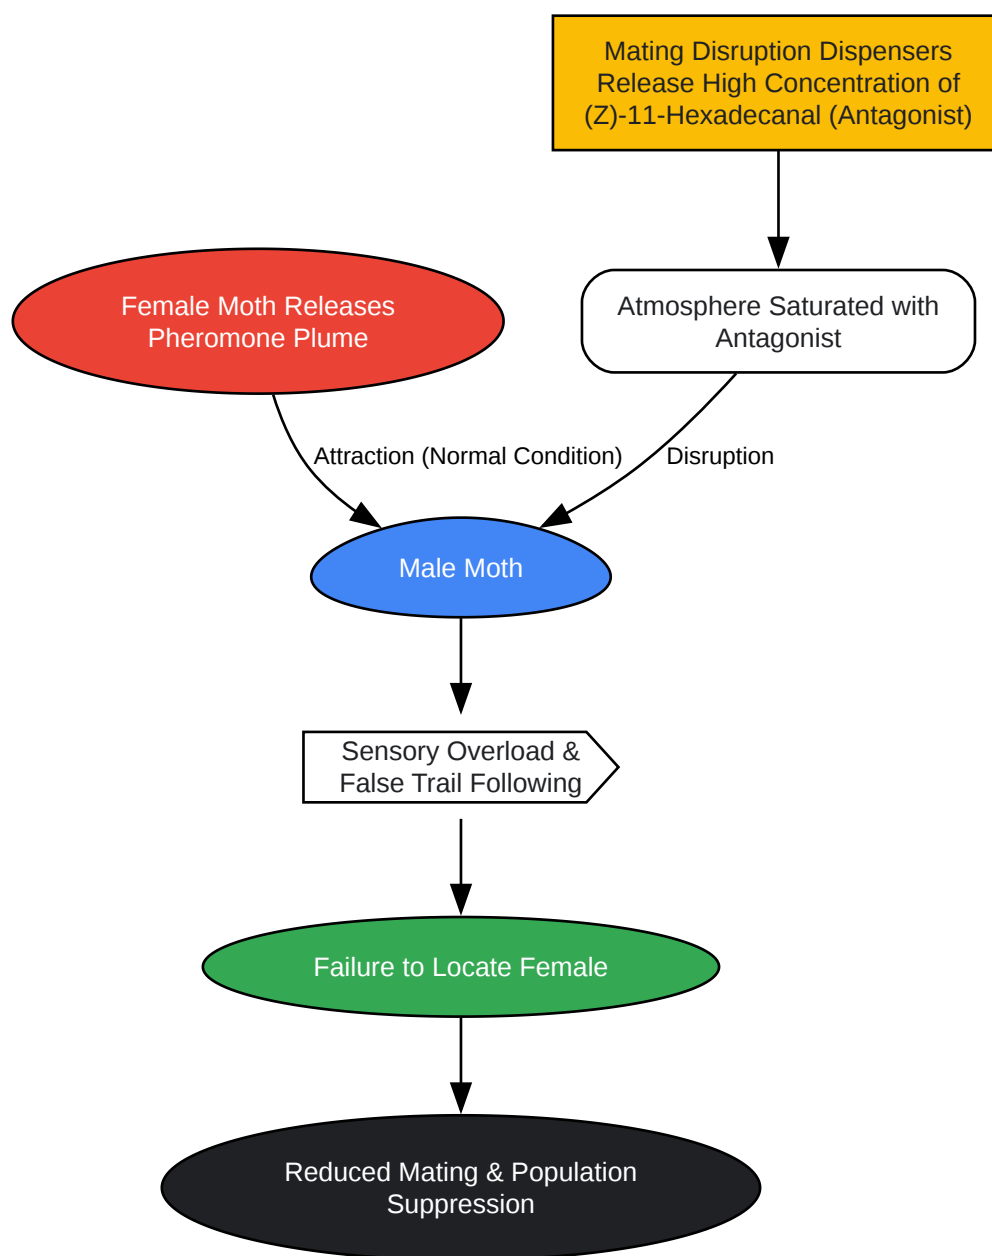 Mating Disruption Dispensers
Release High Concentration of
(Z)-11-Hexadecanal (Antagonist)
Female Moth Releases
Pheromone Plume
Atmosphere Saturated with
Antagonist
Attraction (Normal Condition)
Disruption
Male Moth
Sensory Overload &
False Trail Following
Failure to Locate Female
Reduced Mating & Population
Suppression